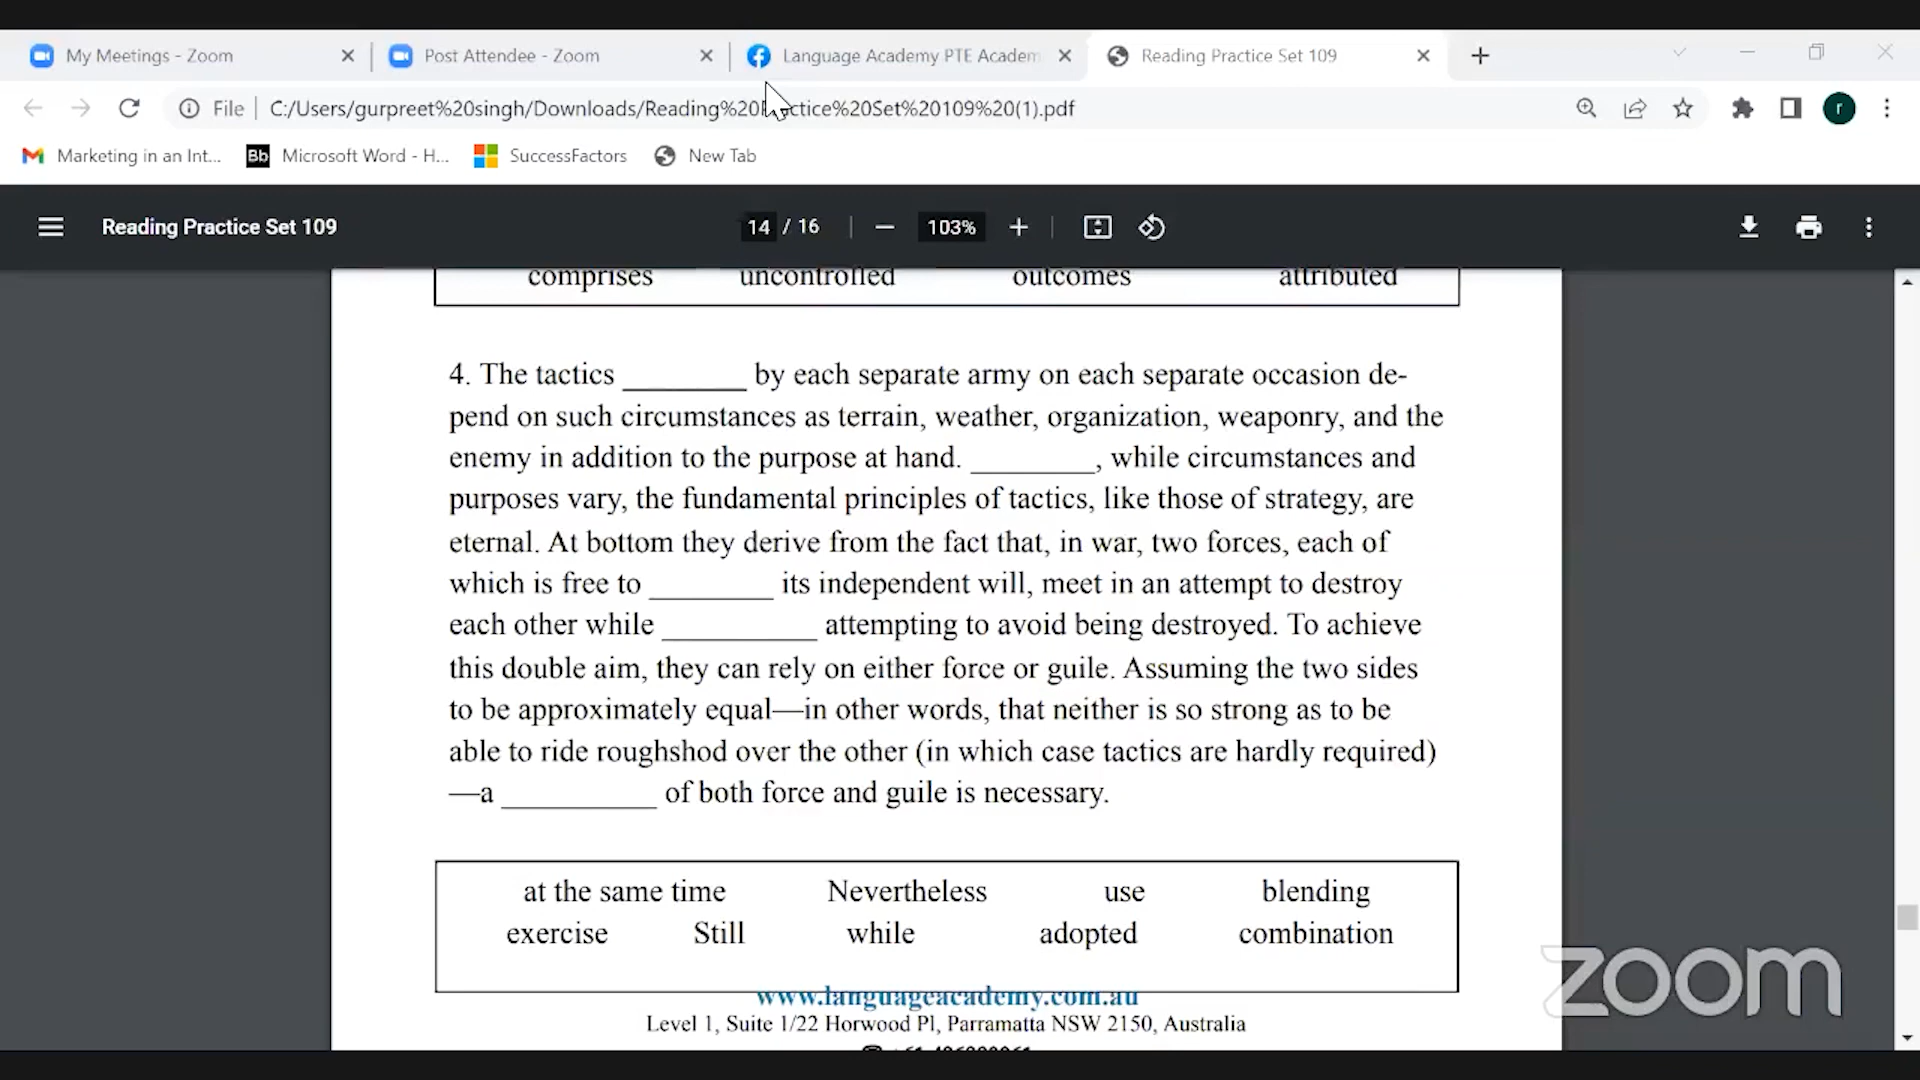 My Meetings - Zoom
Post Attendee - Zoom
Language Academy PTE Academ
Reading Practice Set 109
File
C:/Users/gurpreet%20singh/Downloads/Reading%20Practice%20Set%20109%20(1).pdf
r
Marketing in an Int...
Bb Microsoft Word - H...
SuccessFactors
New Tab
Reading Practice Set 109
14 / 16
103%
comprises uncontrolled outcomes attributed
4. The tactics ________ by each separate army on each separate occasion de-
pend on such circumstances as terrain, weather, organization, weaponry, and the
enemy in addition to the purpose at hand. ________, while circumstances and
purposes vary, the fundamental principles of tactics, like those of strategy, are
eternal. At bottom they derive from the fact that, in war, two forces, each of
which is free to ________ its independent will, meet in an attempt to destroy
each other while __________ attempting to avoid being destroyed. To achieve
this double aim, they can rely on either force or guile. Assuming the two sides
to be approximately equal—in other words, that neither is so strong as to be
able to ride roughshod over the other (in which case tactics are hardly required)
—a __________ of both force and guile is necessary.
at the same time Nevertheless use blending
exercise Still while adopted combination
www.languageacademy.com.au
Level 1, Suite 1/22 Horwood Pl, Parramatta NSW 2150, Australia
zoom